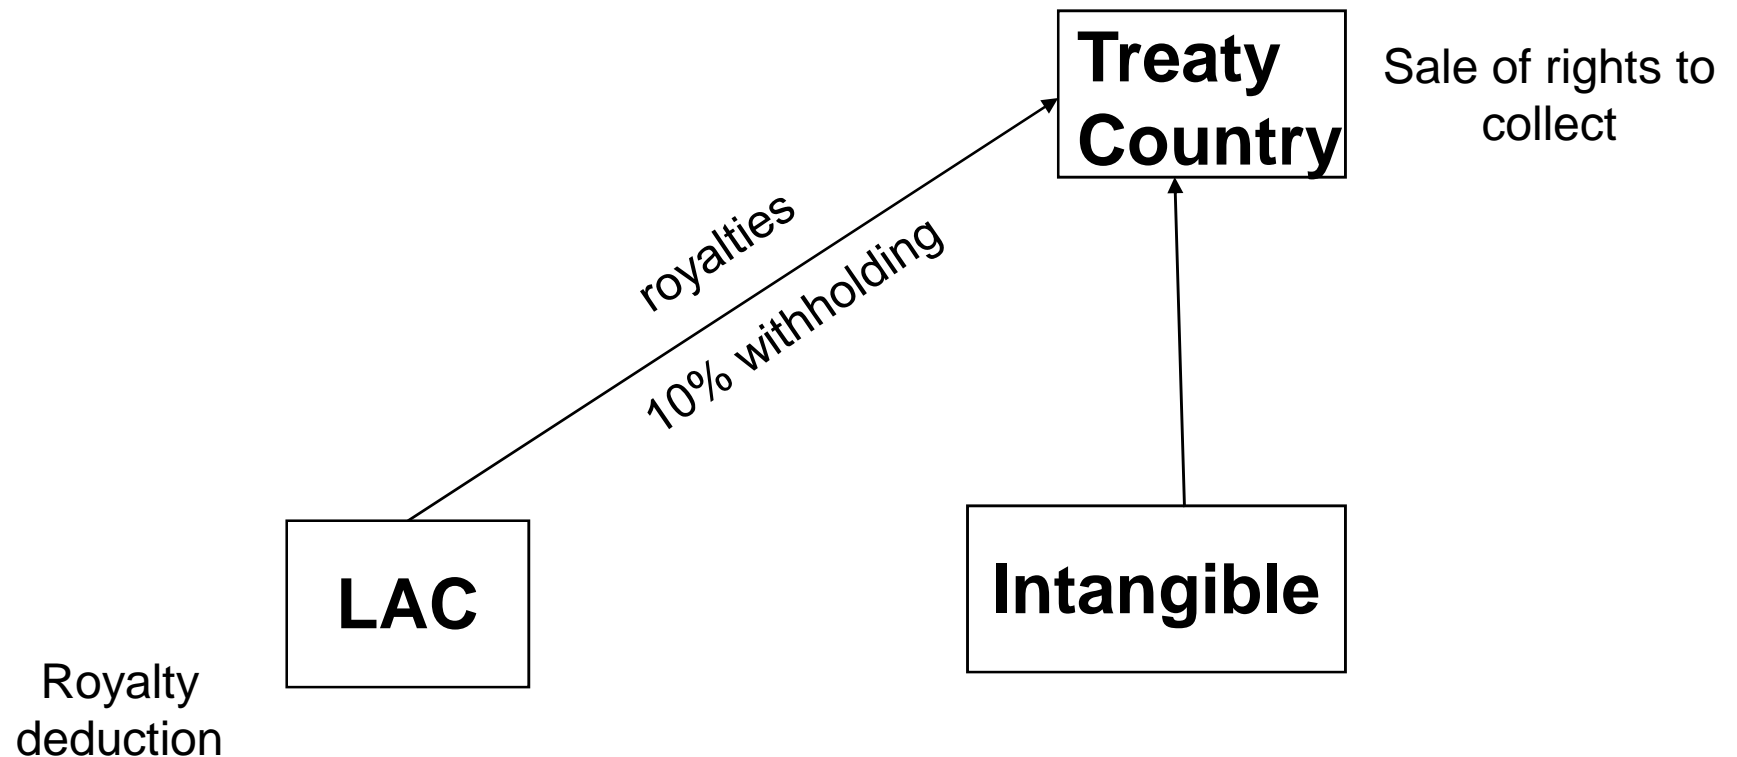 Treaty
Country
Sale of rights to
collect
royalties
10% withholding
LAC
Intangible
Royalty
deduction